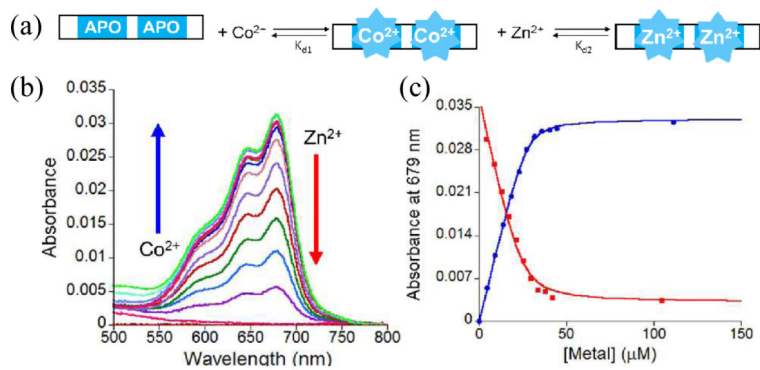 (a) APO APO + Co²⁻ K_d1 Co²⁺ Co²⁺ + Zn²⁺ K_d2 Zn²⁺ Zn²⁺
(b)
0.035
0.03
0.025
0.02
0.015
0.01
0.005
0
Absorbance
Zn²⁺
Co²⁺
500 550 600 650 700 750 800
Wavelength (nm)
(c)
0.035
0.028
0.021
0.014
0.007
0
Absorbance at 679 nm
0 50 100 150
[Metal] (μM)